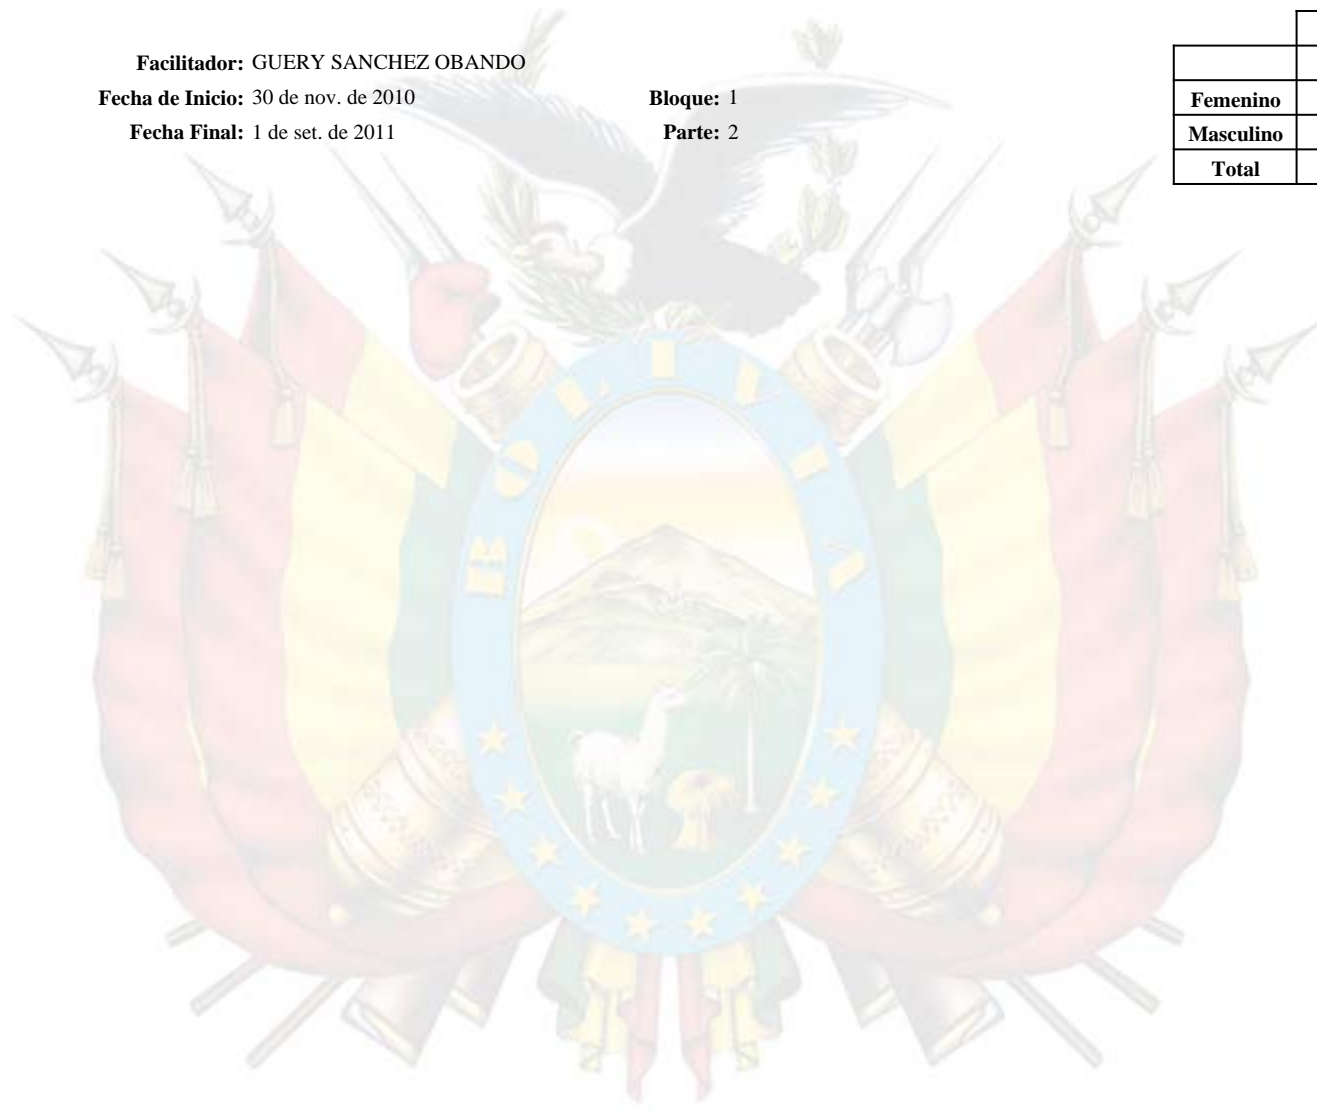 Facilitador: GUERY SANCHEZ OBANDO
Fecha de Inicio: 30 de nov. de 2010 Bloque: 1
Fecha Final: 1 de set. de 2011 Parte: 2
Femenino
Masculino
Total
BOLIVIA